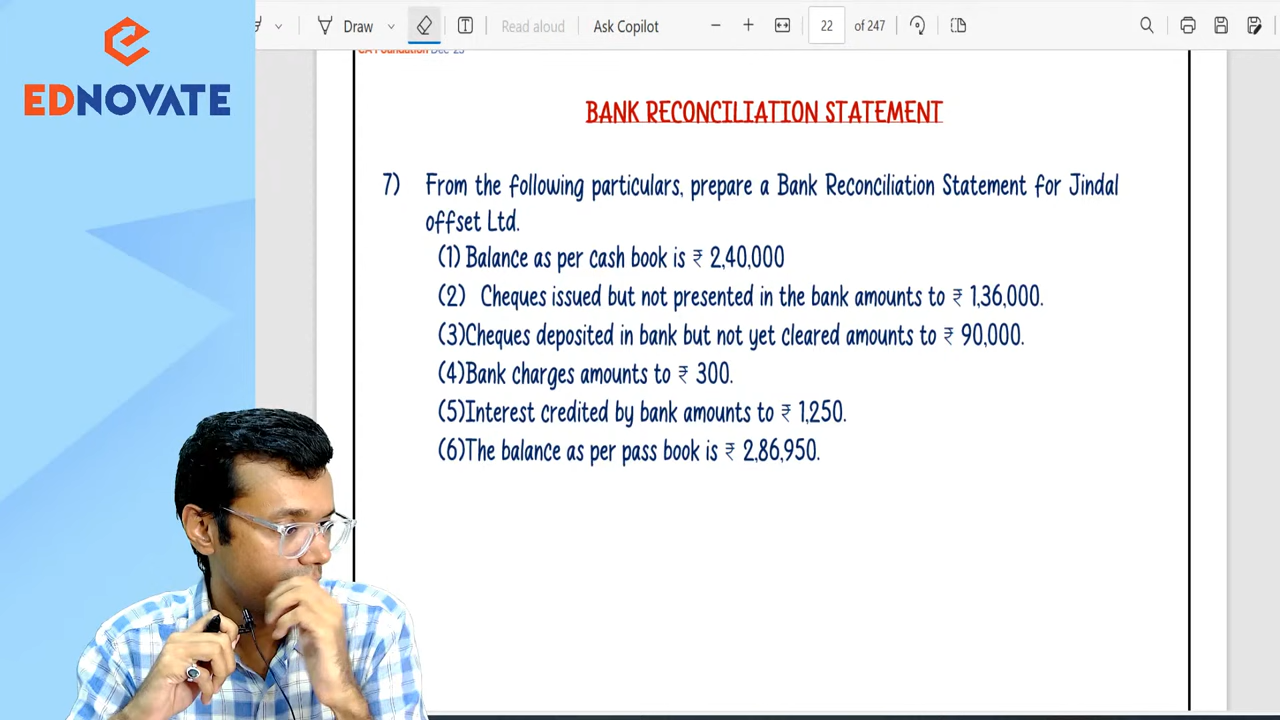 EDNOVATE
Draw
Read aloud
Ask Copilot
22
of 247
CA Foundation Dec-23
BANK RECONCILIATION STATEMENT
7) From the following particulars, prepare a Bank Reconciliation Statement for Jindal
offset Ltd.
(1) Balance as per cash book is ₹ 2,40,000
(2) Cheques issued but not presented in the bank amounts to ₹ 1,36,000.
(3)Cheques deposited in bank but not yet cleared amounts to ₹ 90,000.
(4)Bank charges amounts to ₹ 300.
(5)Interest credited by bank amounts to ₹ 1,250.
(6)The balance as per pass book is ₹ 2,86,950.